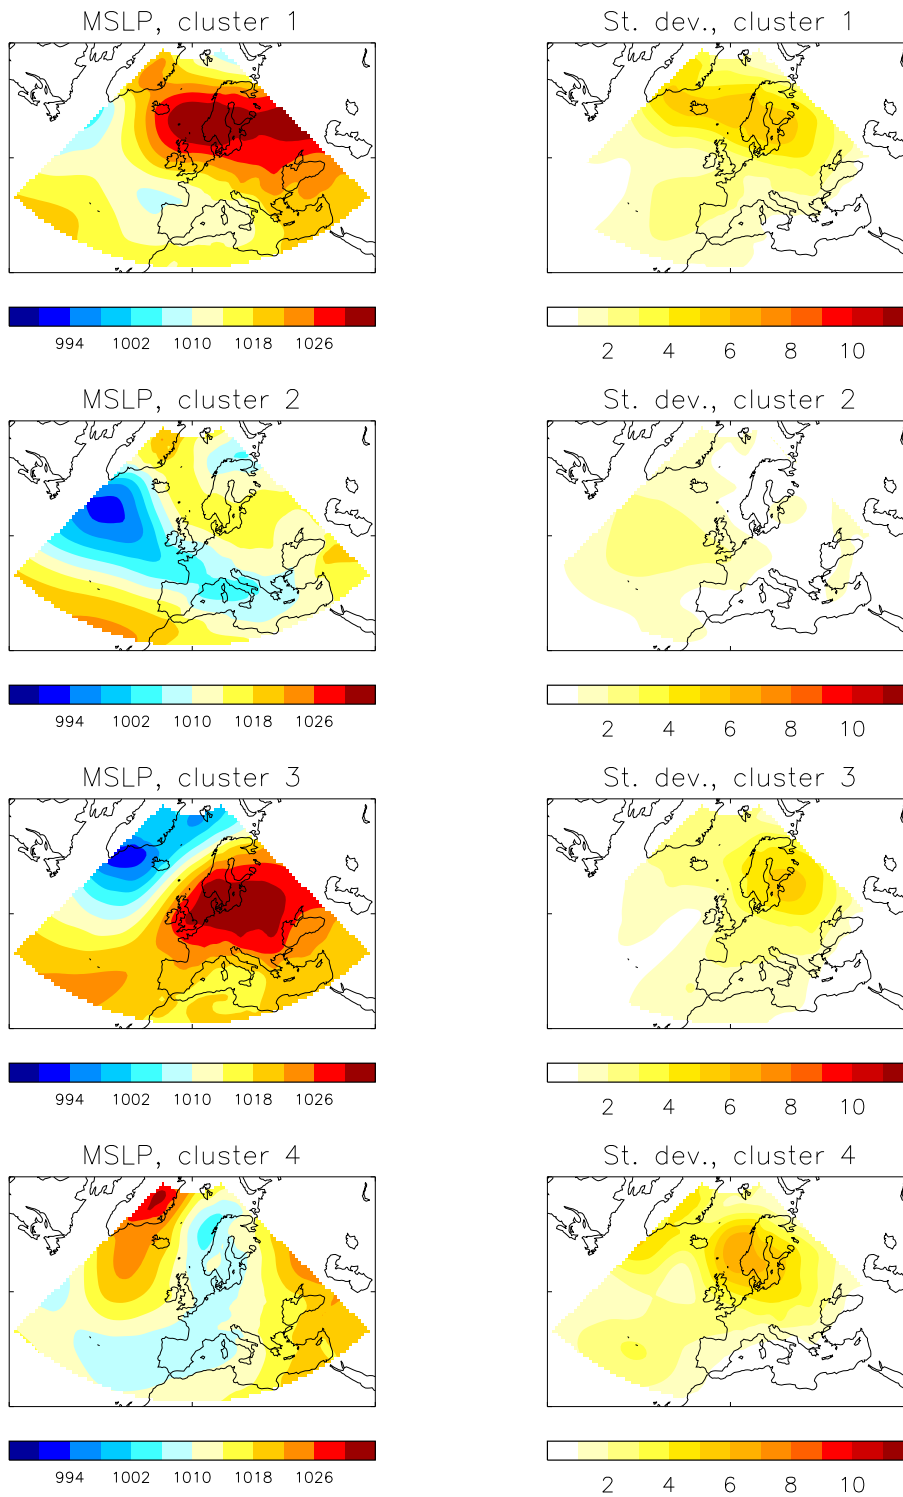 MSLP, cluster 1
St. dev., cluster 1
994 1002 1010 1018 1026
2 4 6 8 10
MSLP, cluster 2
St. dev., cluster 2
994 1002 1010 1018 1026
2 4 6 8 10
MSLP, cluster 3
St. dev., cluster 3
994 1002 1010 1018 1026
2 4 6 8 10
MSLP, cluster 4
St. dev., cluster 4
994 1002 1010 1018 1026
2 4 6 8 10